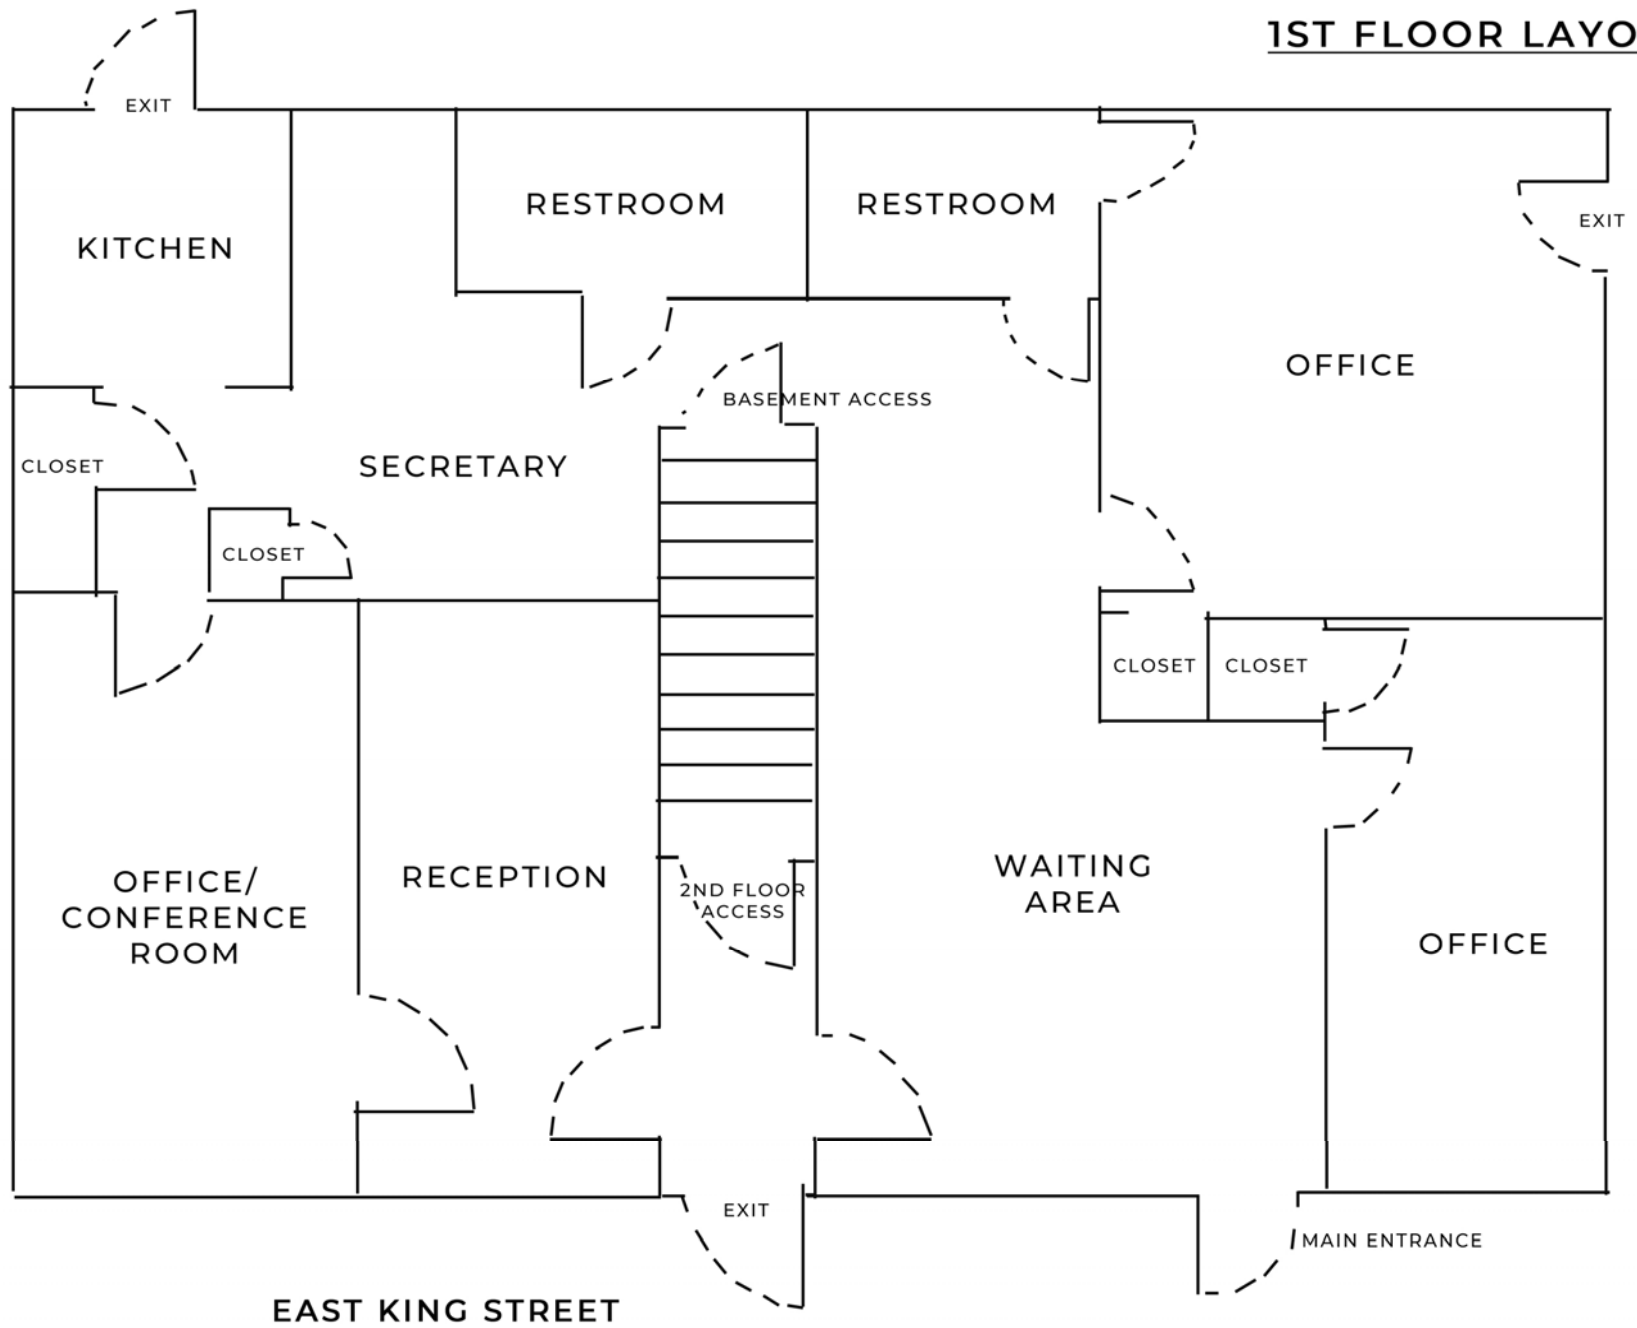 1ST FLOOR LAYO
EXIT
RESTROOM
RESTROOM
EXIT
KITCHEN
OFFICE
BASEMENT ACCESS
CLOSET
SECRETARY
CLOSET
CLOSET
CLOSET
OFFICE/
CONFERENCE
ROOM
RECEPTION
2ND FLOOR
ACCESS
WAITING
AREA
OFFICE
EXIT
MAIN ENTRANCE
EAST KING STREET